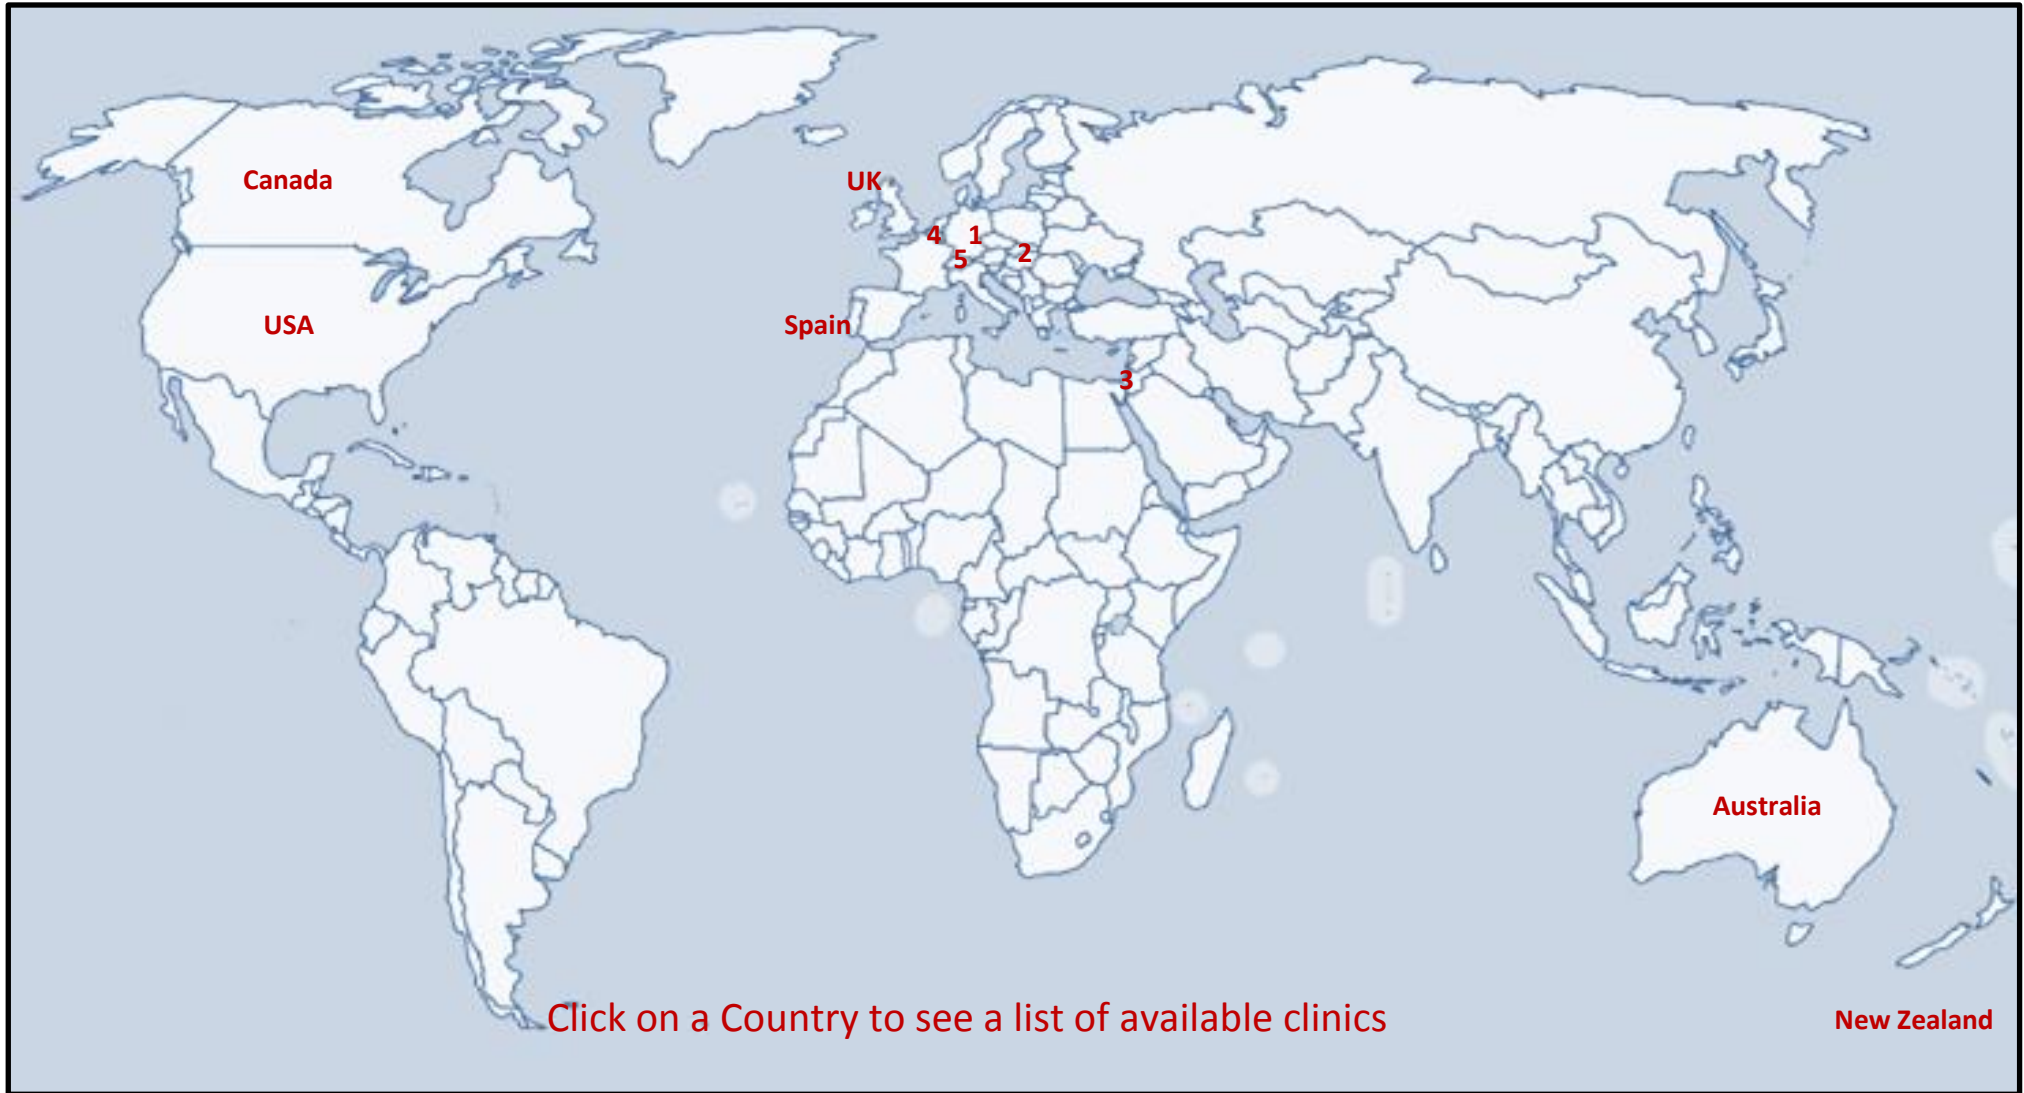 Canada
UK
4
1
2
5
USA
Spain
3
Australia
Click on a Country to see a list of available clinics
New Zealand